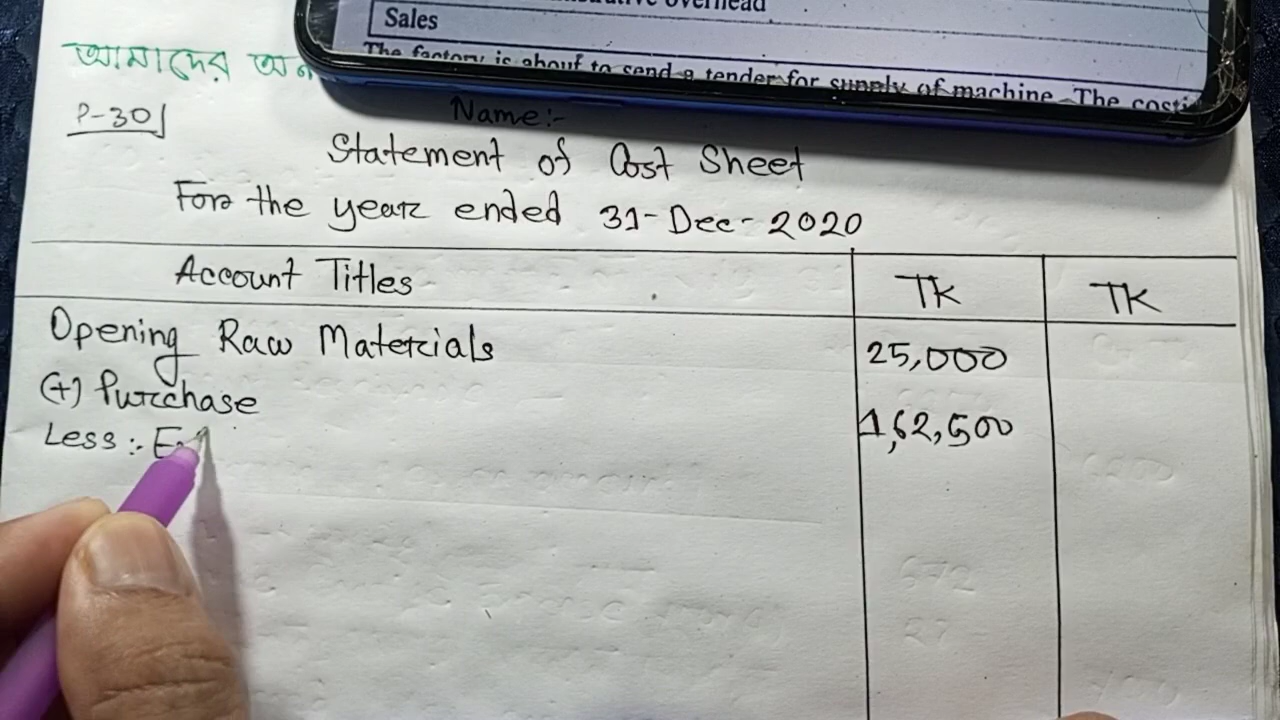 overhead
Sales
The factory is about to send a tender for supply of machine. The
আমাদের
P-30
Name:-
Statement of Cost Sheet
For the year ended 31-Dec-2020
Account Titles TK TK
Opening Raw Materials 25,000
(+) Purchase 1,62,500
Less:-